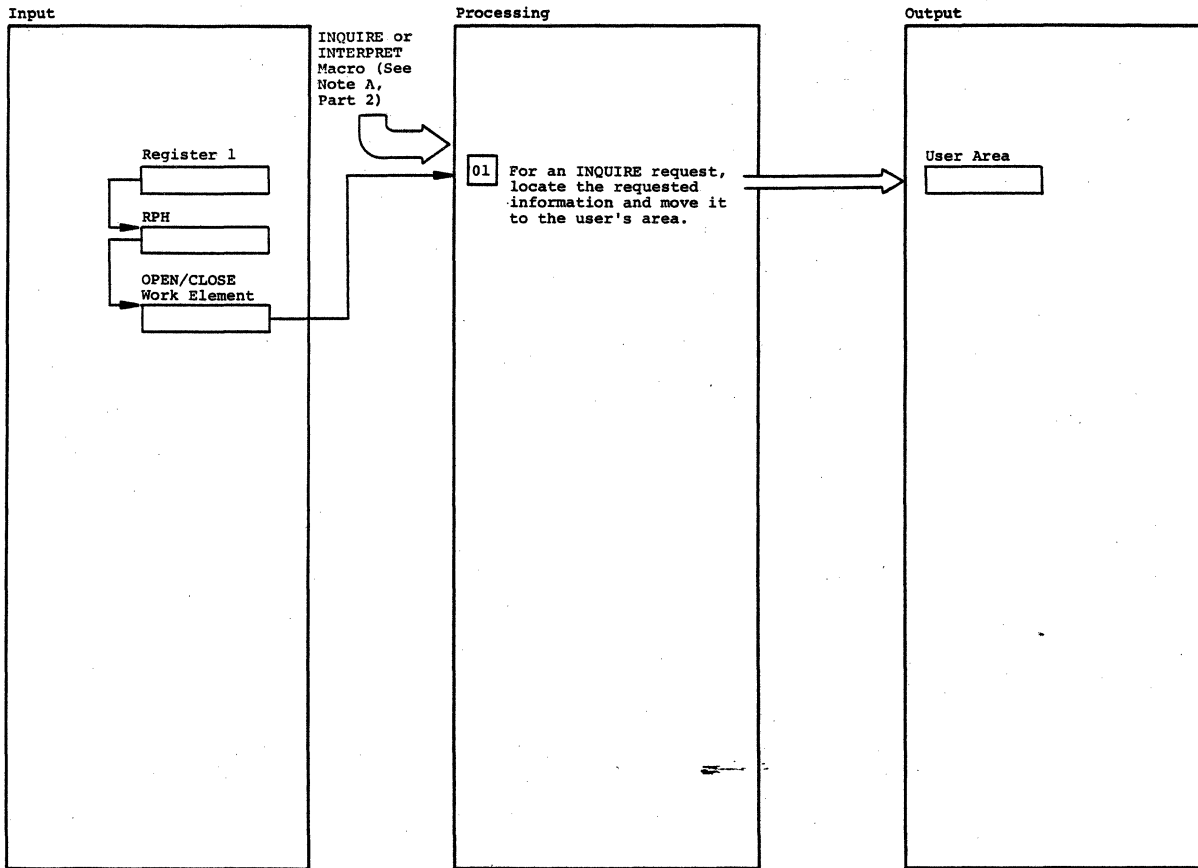 Input
Processing
Output
INQUIRE or
INTERPRET
Macro (See
Note A,
Part 2)
Register 1
RPH
OPEN/CLOSE
Work Element
01
For an INQUIRE request,
locate the requested
information and move it
to the user's area.
User Area